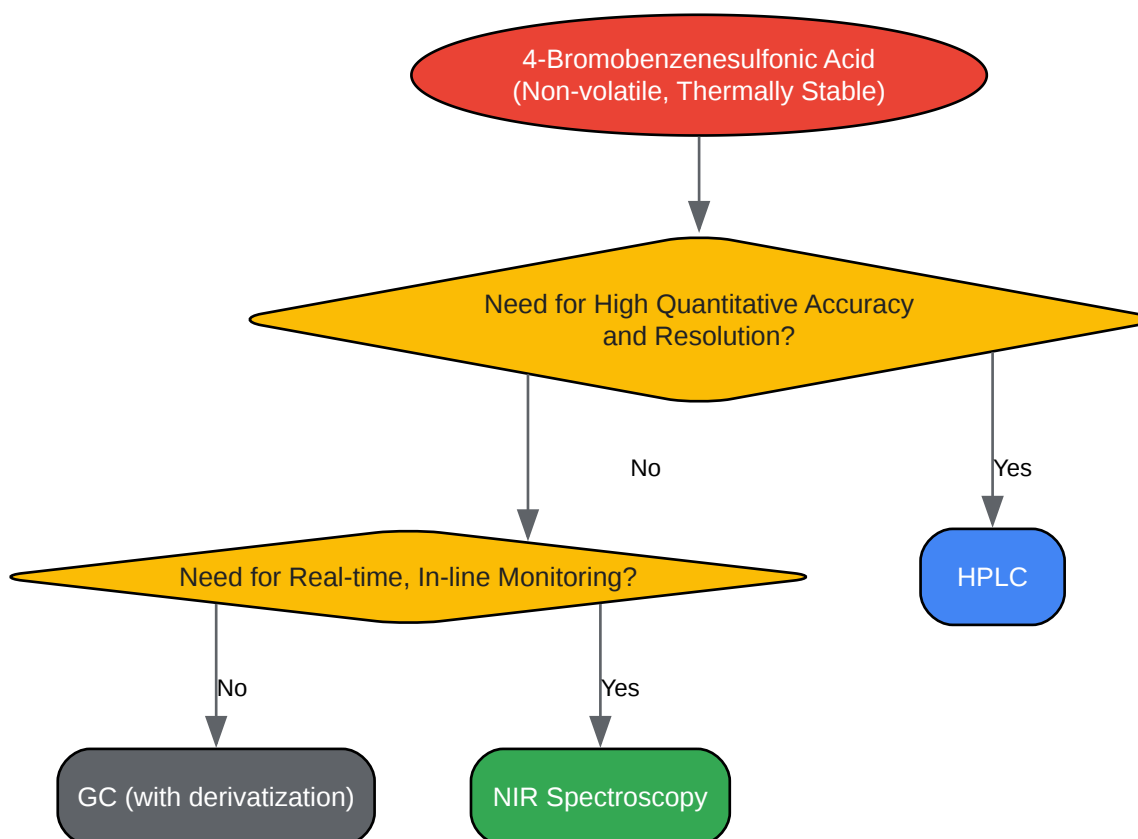 4-Bromobenzenesulfonic Acid
(Non-volatile, Thermally Stable)
Need for High Quantitative Accuracy
and Resolution?
No
Yes
Need for Real-time, In-line Monitoring?
HPLC
No
Yes
GC (with derivatization)
NIR Spectroscopy